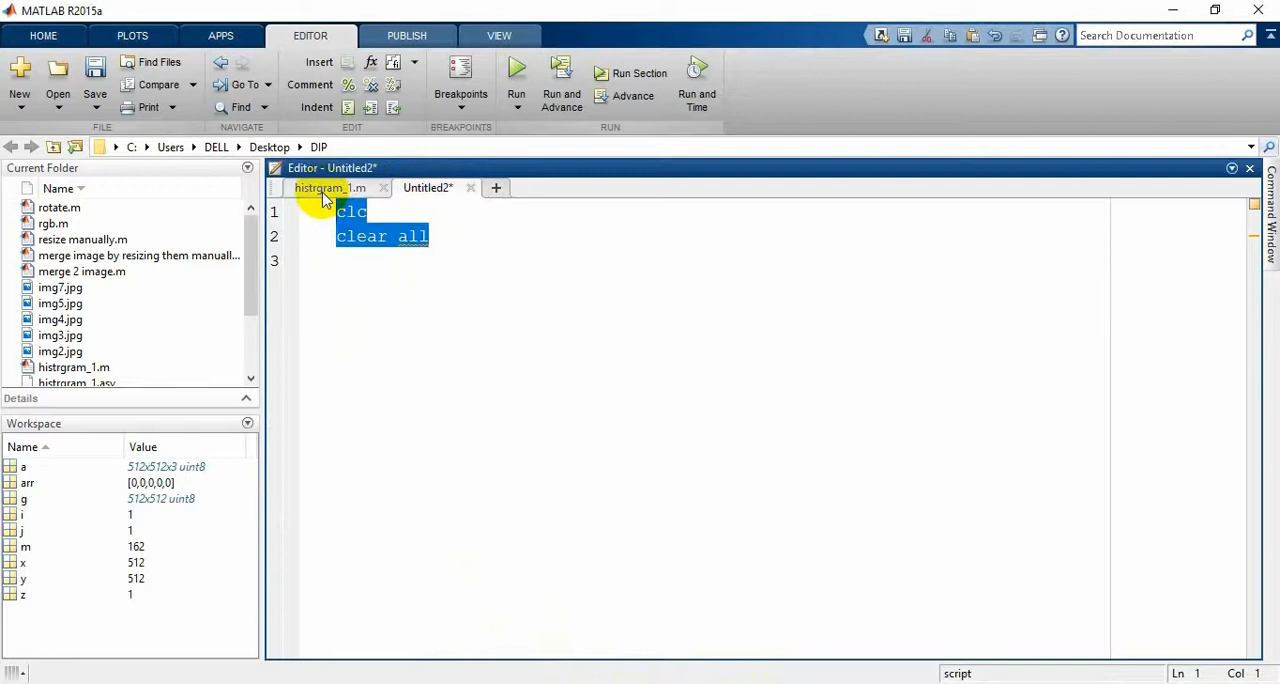 MATLAB R2015a
HOME PLOTS APPS EDITOR PUBLISH VIEW
Search Documentation
New Open Save
Find Files
Compare
Print
Go To
Find
Insert
Comment
Indent
Breakpoints
Run
Run and Advance
Run Section
Advance
Run and Time
FILE NAVIGATE EDIT BREAKPOINTS RUN
C: Users DELL Desktop DIP
Current Folder
Name
rotate.m
rgb.m
resize manually.m
merge image by resizing them manuall...
merge 2 image.m
img7.jpg
img5.jpg
img4.jpg
img3.jpg
img2.jpg
histrgram_1.m
histrgram_1.asv
Details
Workspace
Name Value
a 512x512x3 uint8
arr [0,0,0,0,0]
g 512x512 uint8
i 1
j 1
m 162
x 512
y 512
z 1
Editor - Untitled2*
histrgram_1.m Untitled2*
1 clc
2 clear all
3
Command Window
script Ln 1 Col 1